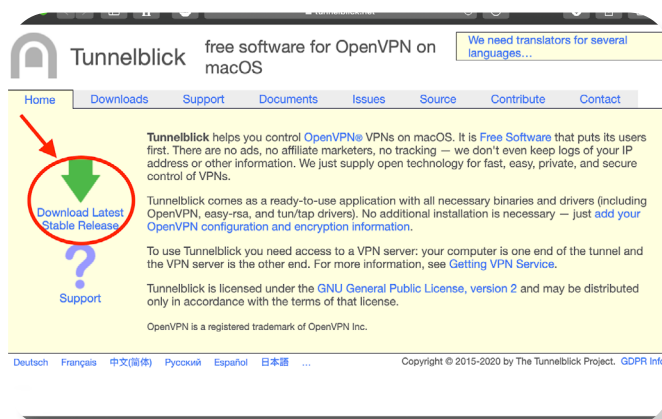 Tunnelblick
free software for OpenVPN on
macOS
We need translators for several
languages...
Home Downloads Support Documents Issues Source Contribute Contact
Tunnelblick helps you control OpenVPN® VPNs on macOS. It is Free Software that puts its users
first. There are no ads, no affiliate marketers, no tracking — we don't even keep logs of your IP
address or other information. We just supply open technology for fast, easy, private, and secure
control of VPNs.
Download Latest
Stable Release
Tunnelblick comes as a ready-to-use application with all necessary binaries and drivers (including
OpenVPN, easy-rsa, and tun/tap drivers). No additional installation is necessary — just add your
OpenVPN configuration and encryption information.
To use Tunnelblick you need access to a VPN server: your computer is one end of the tunnel and
the VPN server is the other end. For more information, see Getting VPN Service.
Support
Tunnelblick is licensed under the GNU General Public License, version 2 and may be distributed
only in accordance with the terms of that license.
OpenVPN is a registered trademark of OpenVPN Inc.
Deutsch Français 中文(简体) Русский Español 日本語 ... Copyright © 2015-2020 by The Tunnelblick Project. GDPR Info